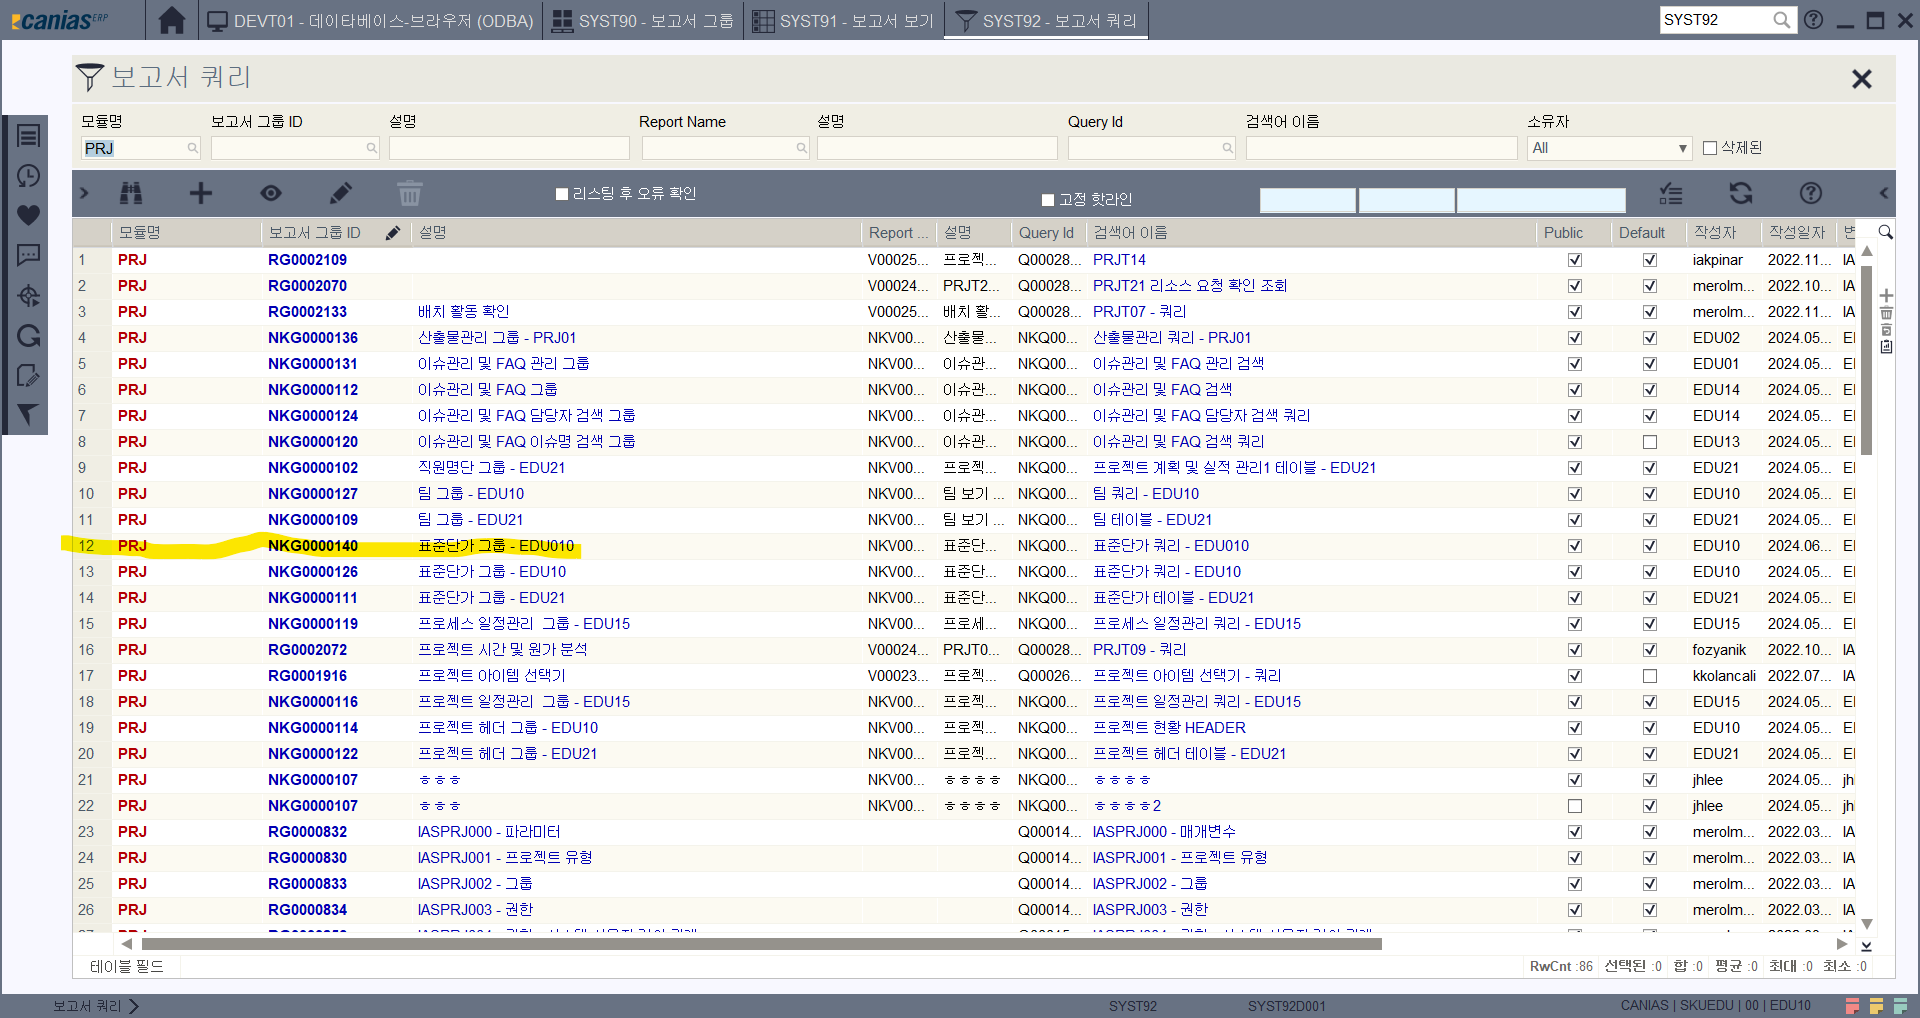 canias ERP DEVT01 - 데이타베이스-브라우저 (ODBA) SYST90 - 보고서 그룹 SYST91 - 보고서 보기 SYST92 - 보고서 쿼리 SYST92
보고서 쿼리
모듈명 보고서 그룹 ID 설명 Report Name 설명 Query Id 검색어 이름 소유자
PRJ All 삭제된
리스팅 후 오류 확인 고정 핫라인
모듈명 보고서 그룹 ID 설명 Report ... 설명 Query Id 검색어 이름 Public Default 작성자 작성일자
1 PRJ RG0002109 V00025... 프로젝... Q00028... PRJT14 iakpinar 2022.11... IA
2 PRJ RG0002070 V00024... PRJT2... Q00028... PRJT21 리소스 요청 확인 조회 merolm... 2022.10... IA
3 PRJ RG0002133 배치 활동 확인 V00025... 배치 활... Q00028... PRJT07 - 쿼리 merolm... 2022.11... IA
4 PRJ NKG0000136 산출물관리 그룹 - PRJ01 NKV00... 산출물... NKQ00... 산출물관리 쿼리 - PRJ01 EDU02 2024.05... EI
5 PRJ NKG0000131 이슈관리 및 FAQ 관리 그룹 NKV00... 이슈관... NKQ00... 이슈관리 및 FAQ 관리 검색 EDU01 2024.05... EI
6 PRJ NKG0000112 이슈관리 및 FAQ 그룹 NKV00... 이슈관... NKQ00... 이슈관리 및 FAQ 검색 EDU14 2024.05... EI
7 PRJ NKG0000124 이슈관리 및 FAQ 담당자 검색 그룹 NKV00... 이슈관... NKQ00... 이슈관리 및 FAQ 담당자 검색 쿼리 EDU14 2024.05... EI
8 PRJ NKG0000120 이슈관리 및 FAQ 이슈명 검색 그룹 NKV00... 이슈관... NKQ00... 이슈관리 및 FAQ 검색 쿼리 EDU13 2024.05... EI
9 PRJ NKG0000102 직원명단 그룹 - EDU21 NKV00... 프로젝... NKQ00... 프로젝트 계획 및 실적 관리1 테이블 - EDU21 EDU21 2024.05... EI
10 PRJ NKG0000127 팀 그룹 - EDU10 NKV00... 팀 보기 ... NKQ00... 팀 쿼리 - EDU10 EDU10 2024.05... EI
11 PRJ NKG0000109 팀 그룹 - EDU21 NKV00... 팀 보기 ... NKQ00... 팀 테이블 - EDU21 EDU21 2024.05... EI
12 PRJ NKG0000140 표준단가 그룹 - EDU010 NKV00... 표준단... NKQ00... 표준단가 쿼리 - EDU010 EDU10 2024.06... EI
13 PRJ NKG0000126 표준단가 그룹 - EDU10 NKV00... 표준단... NKQ00... 표준단가 쿼리 - EDU10 EDU10 2024.05... EI
14 PRJ NKG0000111 표준단가 그룹 - EDU21 NKV00... 표준단... NKQ00... 표준단가 테이블 - EDU21 EDU21 2024.05... EI
15 PRJ NKG0000119 프로세스 일정관리 그룹 - EDU15 NKV00... 프로세... NKQ00... 프로세스 일정관리 쿼리 - EDU15 EDU15 2024.05... EI
16 PRJ RG0002072 프로젝트 시간 및 원가 분석 V00024... PRJT0... Q00028... PRJT09 - 쿼리 fozyanik 2022.10... IA
17 PRJ RG0001916 프로젝트 아이템 선택기 V00023... 프로젝... Q00026... 프로젝트 아이템 선택기 - 쿼리 kkolancali 2022.07... IA
18 PRJ NKG0000116 프로젝트 일정관리 그룹 - EDU15 NKV00... 프로젝... NKQ00... 프로젝트 일정관리 쿼리 - EDU15 EDU15 2024.05... EI
19 PRJ NKG0000114 프로젝트 헤더 그룹 - EDU10 NKV00... 프로젝... NKQ00... 프로젝트 현황 HEADER EDU10 2024.05... EI
20 PRJ NKG0000122 프로젝트 헤더 그룹 - EDU21 NKV00... 프로젝... NKQ00... 프로젝트 헤더 테이블 - EDU21 EDU21 2024.05... EI
21 PRJ NKG0000107 ㅎㅎㅎ NKV00... ㅎㅎㅎㅎ NKQ00... ㅎㅎㅎㅎ jhlee 2024.05... jhl
22 PRJ NKG0000107 ㅎㅎㅎ NKV00... ㅎㅎㅎㅎ NKQ00... ㅎㅎㅎㅎ2 jhlee 2024.05... jhl
23 PRJ RG0000832 IASPRJ000 - 파라미터 Q00014... IASPRJ000 - 매개변수 merolm... 2022.03... IA
24 PRJ RG0000830 IASPRJ001 - 프로젝트 유형 Q00014... IASPRJ001 - 프로젝트 유형 merolm... 2022.03... IA
25 PRJ RG0000833 IASPRJ002 - 그룹 Q00014... IASPRJ002 - 그룹 merolm... 2022.03... IA
26 PRJ RG0000834 IASPRJ003 - 권한 Q00014... IASPRJ003 - 권한 merolm... 2022.03... IA
테이블 필드 RwCnt :86 선택된 :0 합 :0 평균 :0 최대 :0 최소 :0
보고서 쿼리 SYST92 SYST92D001 CANIAS | SKUEDU | 00 | EDU10